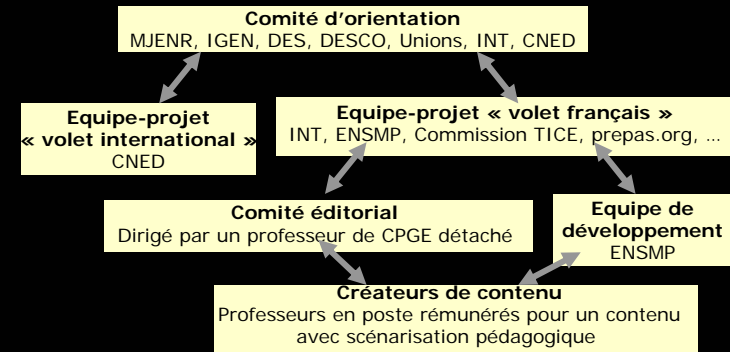 Comité d'orientation
MJENR, IGEN, DES, DESCO, Unions, INT, CNED
Equipe-projet
« volet international »
CNED
Equipe-projet « volet français »
INT, ENSMP, Commission TICE, prepas.org, ...
Comité éditorial
Dirigé par un professeur de CPGE détaché
Equipe de
développement
ENSMP
Créateurs de contenu
Professeurs en poste rémunérés pour un contenu
avec scénarisation pédagogique